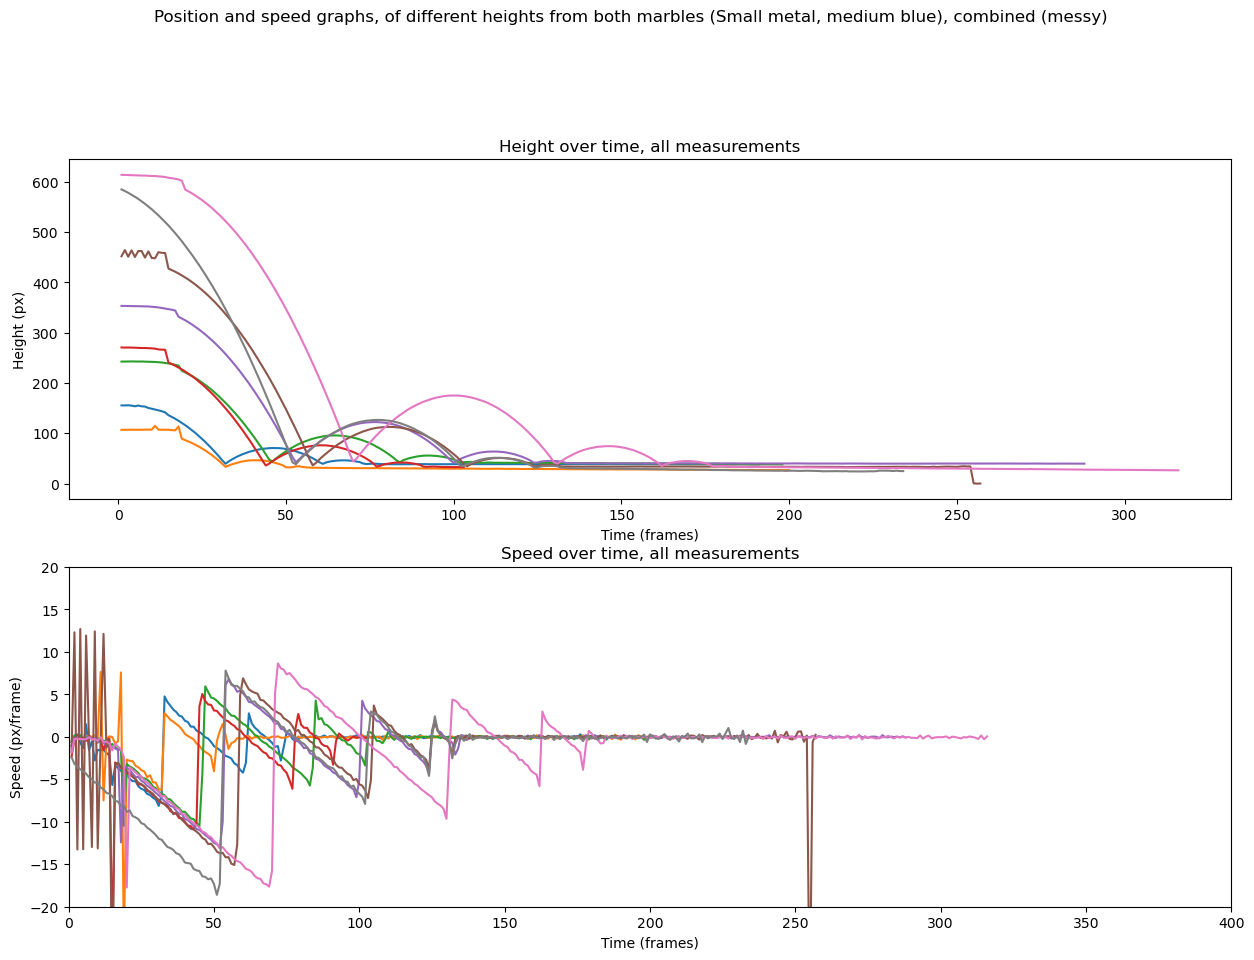 Position and speed graphs, of different heights from both marbles (Small metal, medium blue), combined (messy)
Height over time, all measurements
600
500
400
300
200
100
0
Height (px)
0 50 100 150 200 250 300
Time (frames)
Speed over time, all measurements
20
15
10
5
0
−5
−10
−15
−20
Speed (px/frame)
0 50 100 150 200 250 300 350 400
Time (frames)